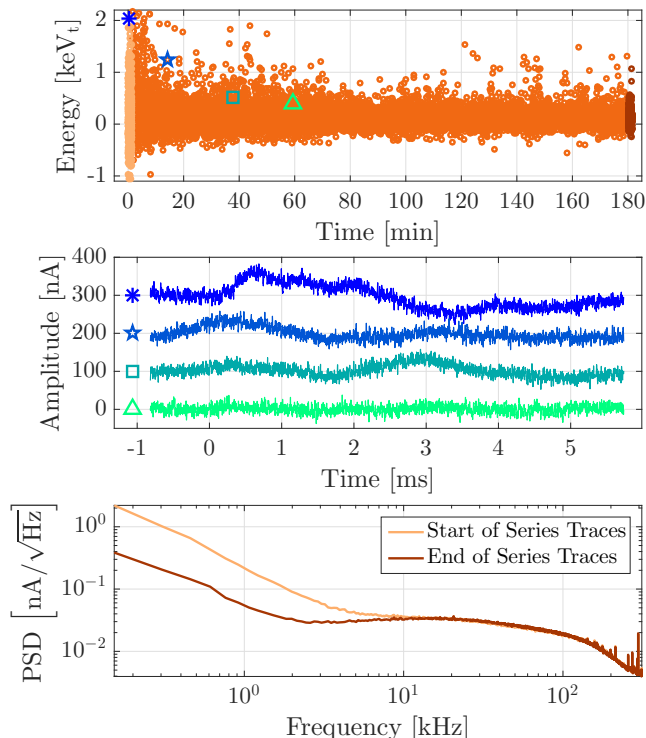 Energy [keVt]
2
1
0
-1
0 20 40 60 80 100 120 140 160 180
Time [min]
Amplitude [nA]
400
300
200
100
0
-1 0 1 2 3 4 5
Time [ms]
PSD [nA/√Hz]
10^0
10^-1
10^-2
Start of Series Traces
End of Series Traces
10^0 10^1 10^2
Frequency [kHz]